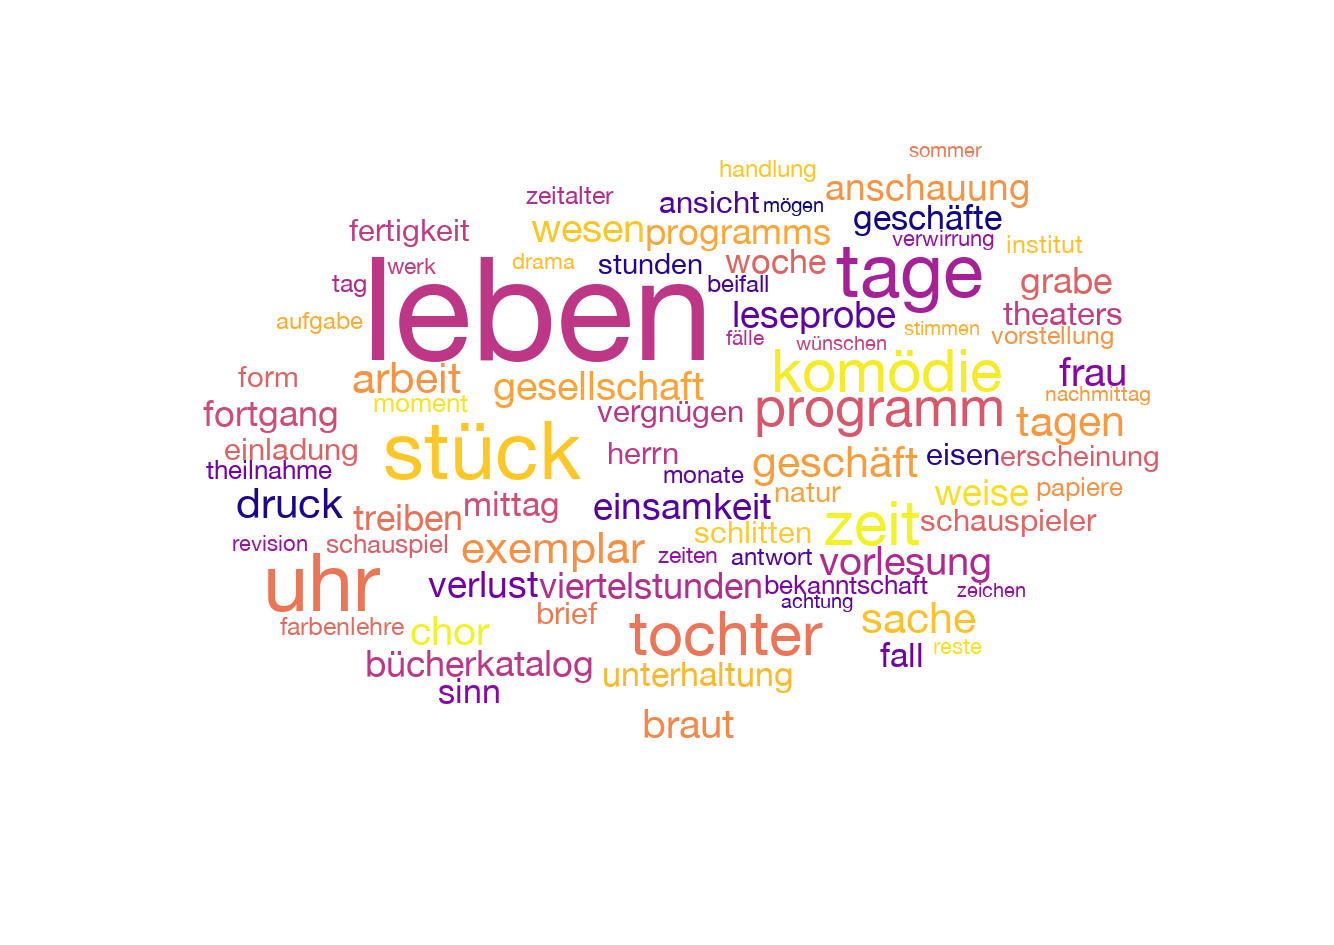 sommer
handlung
anschauung
zeitalter
ansicht
mögen
geschäfte
fertigkeit
wesen
programms
verwirrung
institut
werk
drama
stunden
woche
tage
tag
leben
beifall
grabe
aufgabe
leseprobe
stimmen
theaters
fälle
wünschen
vorstellung
form
arbeit
gesellschaft
komödie
frau
moment
nachmittag
fortgang
vergnügen
programm
tagen
einladung
stück
herrn
geschäft
eisen
erscheinung
theilnahme
monate
druck
mittag
einsamkeit
natur
weise
papiere
treiben
schlitten
zeit
schauspieler
revision
schauspiel
exemplar
zeiten
antwort
vorlesung
uhr
verlust
viertelstunden
bekanntschaft
zeichen
achtung
farbenlehre
chor
brief
tochter
sache
bücherkatalog
unterhaltung
fall
reste
sinn
braut